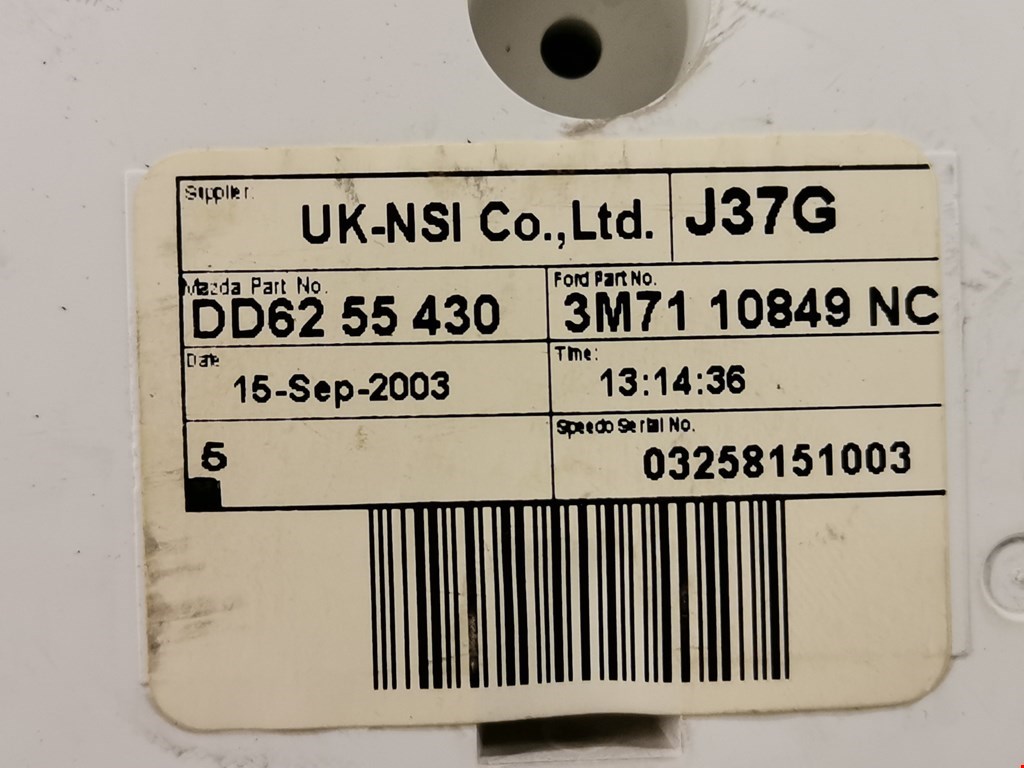 Supplier:
UK-NSI Co.,Ltd. J37G
Mazda Part No. Ford Part No.
DD62 55 430 3M71 10849 NC
Date Time:
15-Sep-2003 13:14:36
Speedo Serial No.
5 03258151003